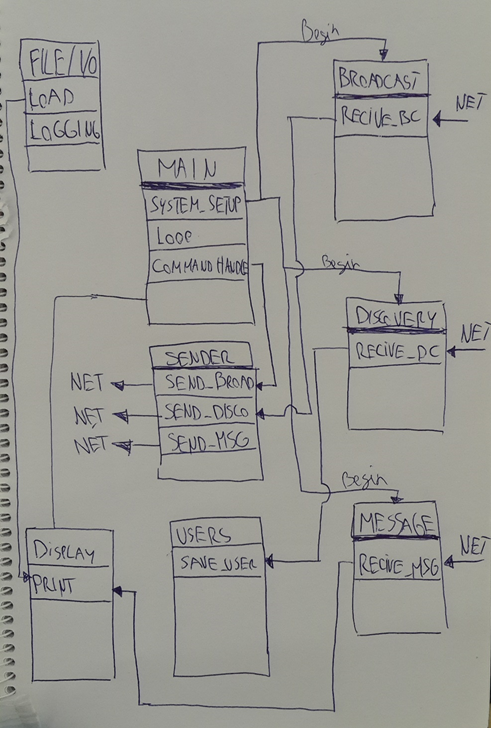 FILE/I/O
LOAD
LOGGING
Begin
BROADCAST
RECIVE_BC
NET
MAIN
SYSTEM_SETUP
LOOP
COMMAND HANDLE
Begin
DISCOVERY
RECIVE_DC
NET
SENDER
SEND_BROAD
NET
SEND_DISCO
NET
SEND_MSG
NET
Begin
MESSAGE
RECIVE_MSG
NET
USERS
SAVE_USER
DISPLAY
PRINT